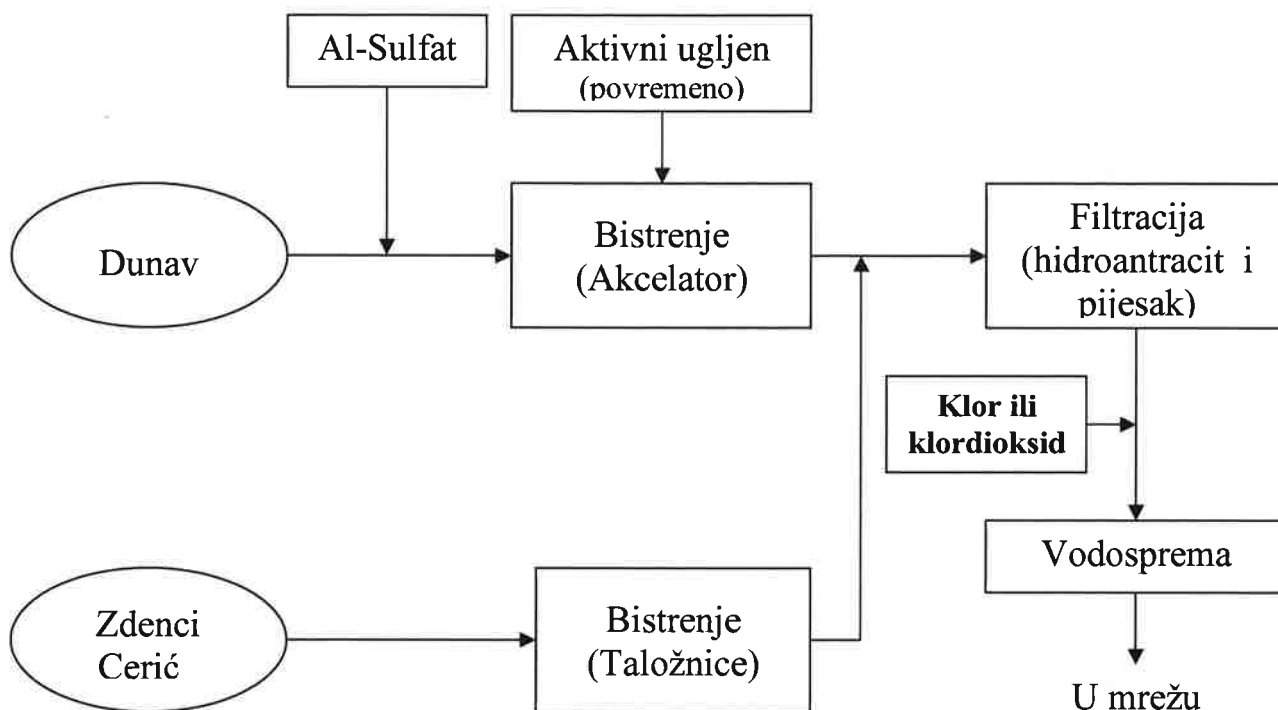 Al-Sulfat
Aktivni ugljen
(povremeno)
Dunav
Bistrenje
(Akcelator)
Filtracija
(hidroantracit i
pijesak)
Klor ili
klordioksid
Vodosprema
Zdenci
Cerić
Bistrenje
(Taložnice)
U mrežu